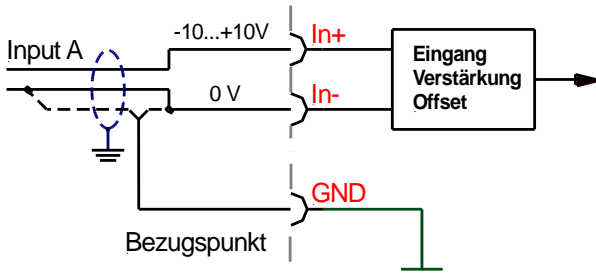 Input A
-10...+10V
In+
0 V
In-
GND
Bezugspunkt
Eingang
Verstärkung
Offset